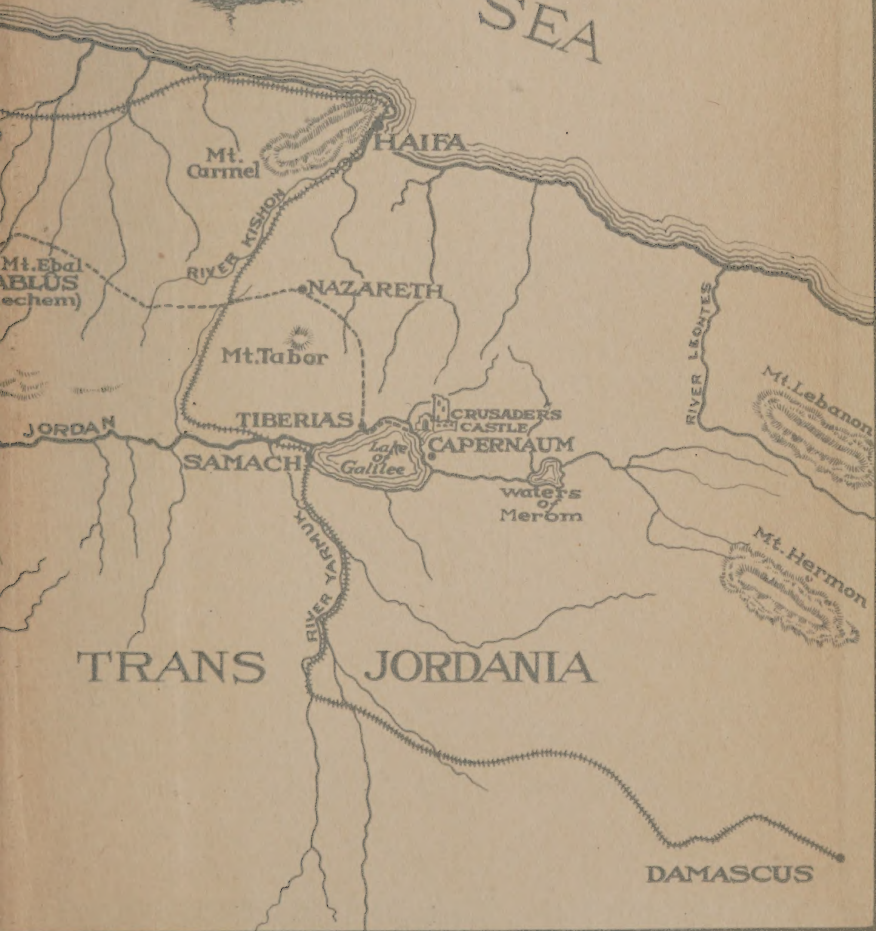 SEA
HAIFA
Mt.
Carmel
RIVER KISHON
Mt.Ebal
ABLŪS
echem)
NAZARETH
Mt.Tabor
RIVER LEONTES
Mt.Lebanon
JORDAN
TIBERIAS
CRUSADERS
CASTLE
CAPERNAUM
SAMACH
Lake
of
Galilee
Waters
of
Merom
RIVER YARMUK
Mt.Hermon
TRANS JORDANIA
DAMASCUS